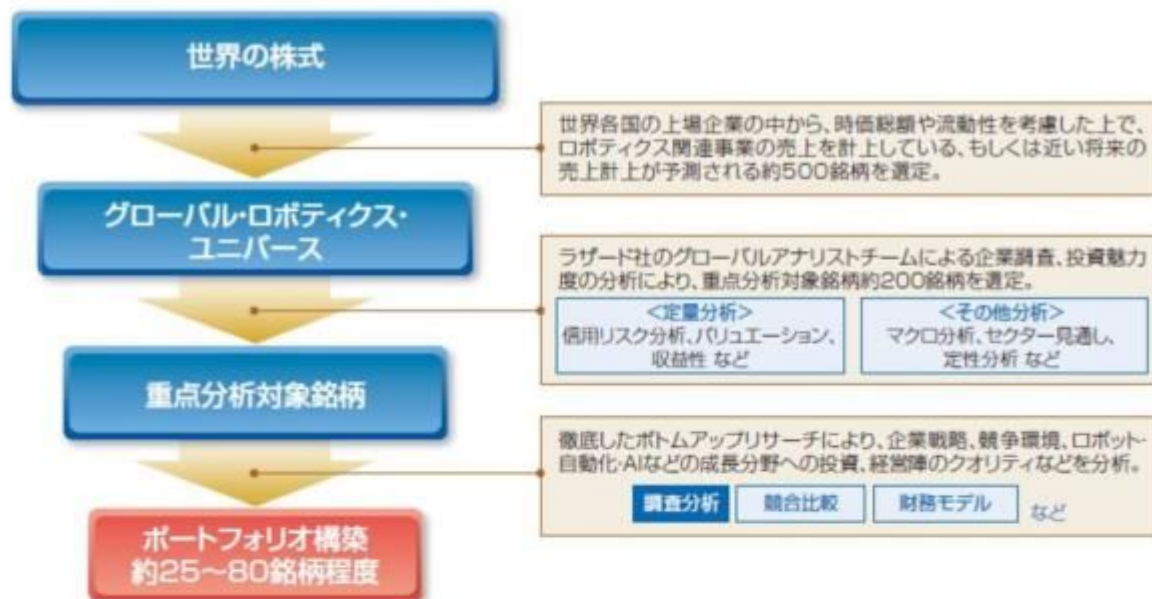 世界の株式
世界各国の上場企業の中から、時価総額や流動性を考慮した上で、
ロボティクス関連事業の売上を計上している、もしくは近い将来の
売上計上が予測される約500銘柄を選定。
グローバル・ロボティクス・
ユニバース
ラザード社のグローバルアナリストチームによる企業調査、投資魅力
度の分析により、重点分析対象銘柄約200銘柄を選定。
<定量分析>
信用リスク分析、バリュエーション、
収益性 など
<その他分析>
マクロ分析、セクター見通し、
定性分析 など
重点分析対象銘柄
徹底したボトムアップリサーチにより、企業戦略、競争環境、ロボット・
自動化・AIなどの成長分野への投資、経営陣のクオリティなどを分析。
調査分析
競合比較
財務モデル
など
ポートフォリオ構築
約25～80銘柄程度